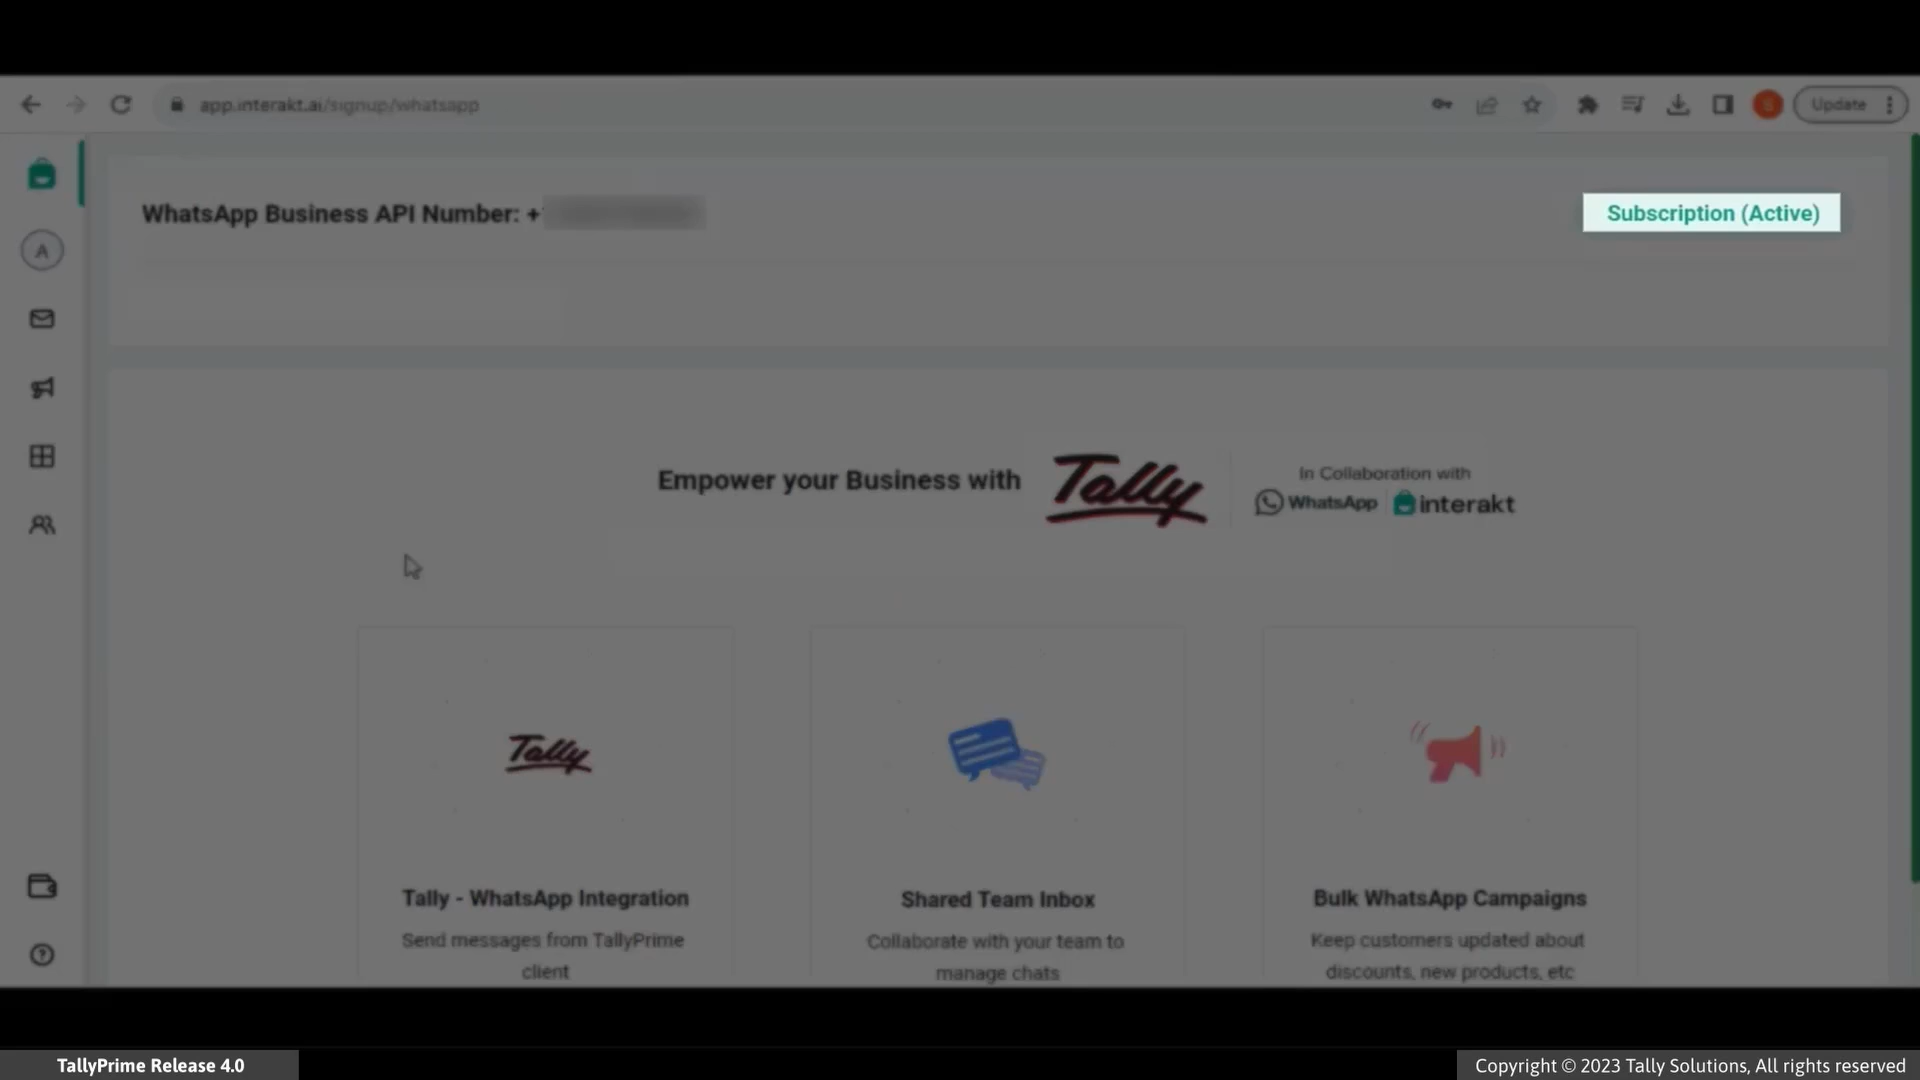 app.interakt.ai/signup/whatsapp
S
Update
WhatsApp Business API Number: +
Subscription (Active)
A
Empower your Business with
Tally
In Collaboration with
WhatsApp
interakt
Tally
Tally - WhatsApp Integration
Send messages from TallyPrime
client
Shared Team Inbox
Collaborate with your team to
manage chats
Bulk WhatsApp Campaigns
Keep customers updated about
discounts, new products, etc
TallyPrime Release 4.0
Copyright © 2023 Tally Solutions, All rights reserved